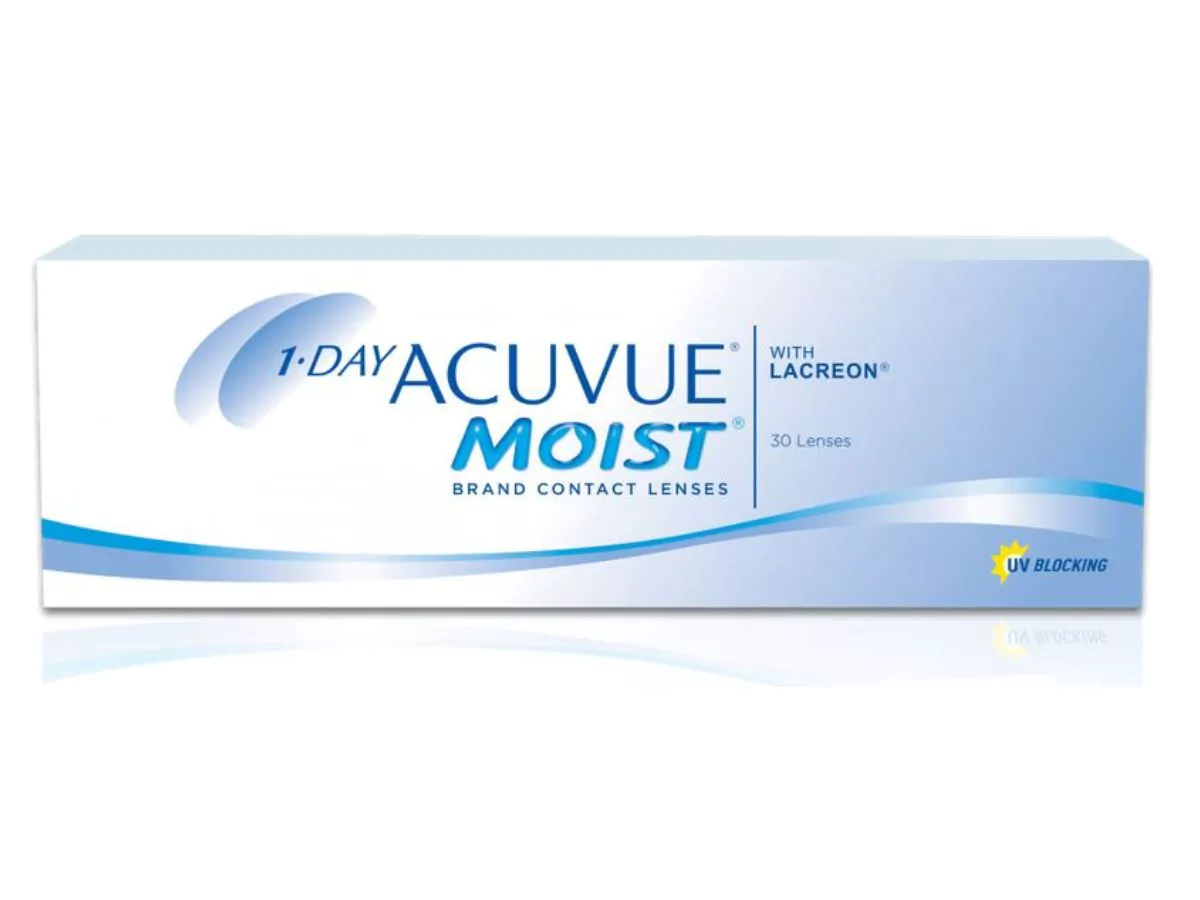 1·DAY ACUVUE®
MOIST®
BRAND CONTACT LENSES
WITH
LACREON®
30 Lenses
UV BLOCKING